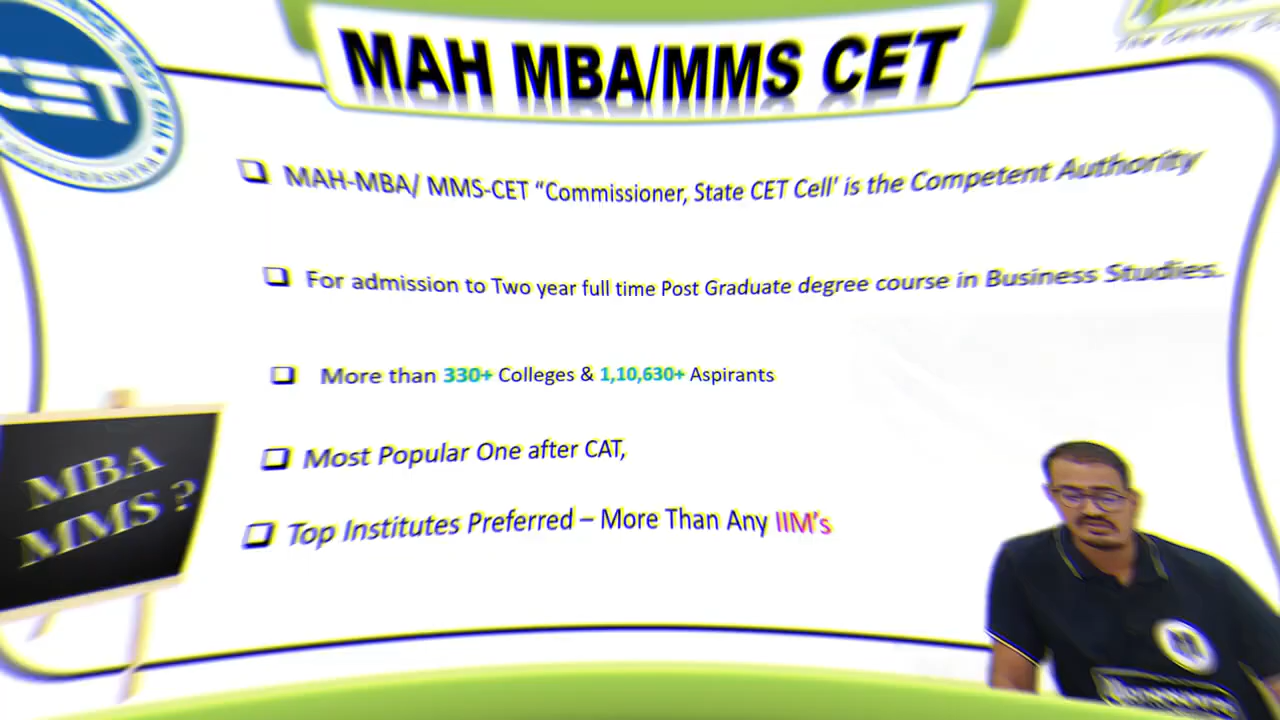 MAH MBA/MMS CET
CET
MAH-MBA/ MMS-CET “Commissioner, State CET Cell' is the Competent Authority
For admission to Two year full time Post Graduate degree course in Business Studies.
More than 330+ Colleges & 1,10,630+ Aspirants
Most Popular One after CAT,
Top Institutes Preferred – More Than Any IIM's
MBA
MMS ?